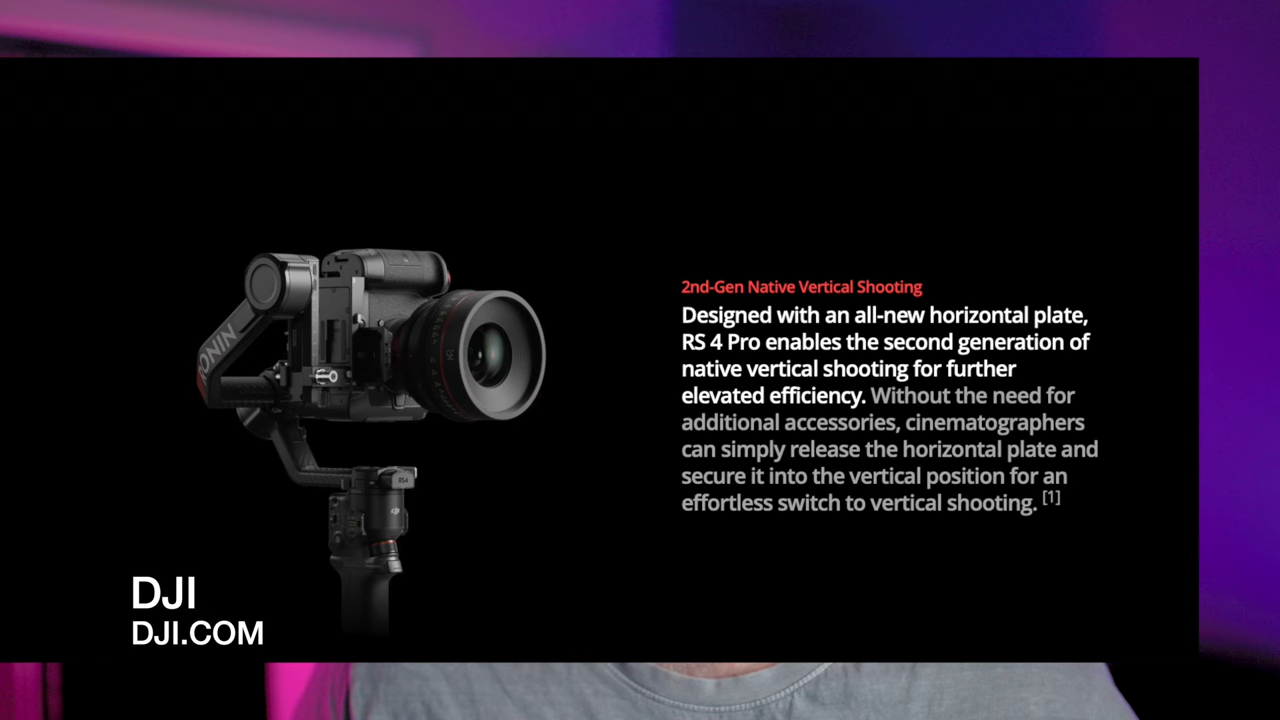 2nd-Gen Native Vertical Shooting
Designed with an all-new horizontal plate,
RS 4 Pro enables the second generation of
native vertical shooting for further
elevated efficiency. Without the need for
additional accessories, cinematographers
can simply release the horizontal plate and
secure it into the vertical position for an
effortless switch to vertical shooting. [1]
RONIN
RS4
DJI
DJI.COM